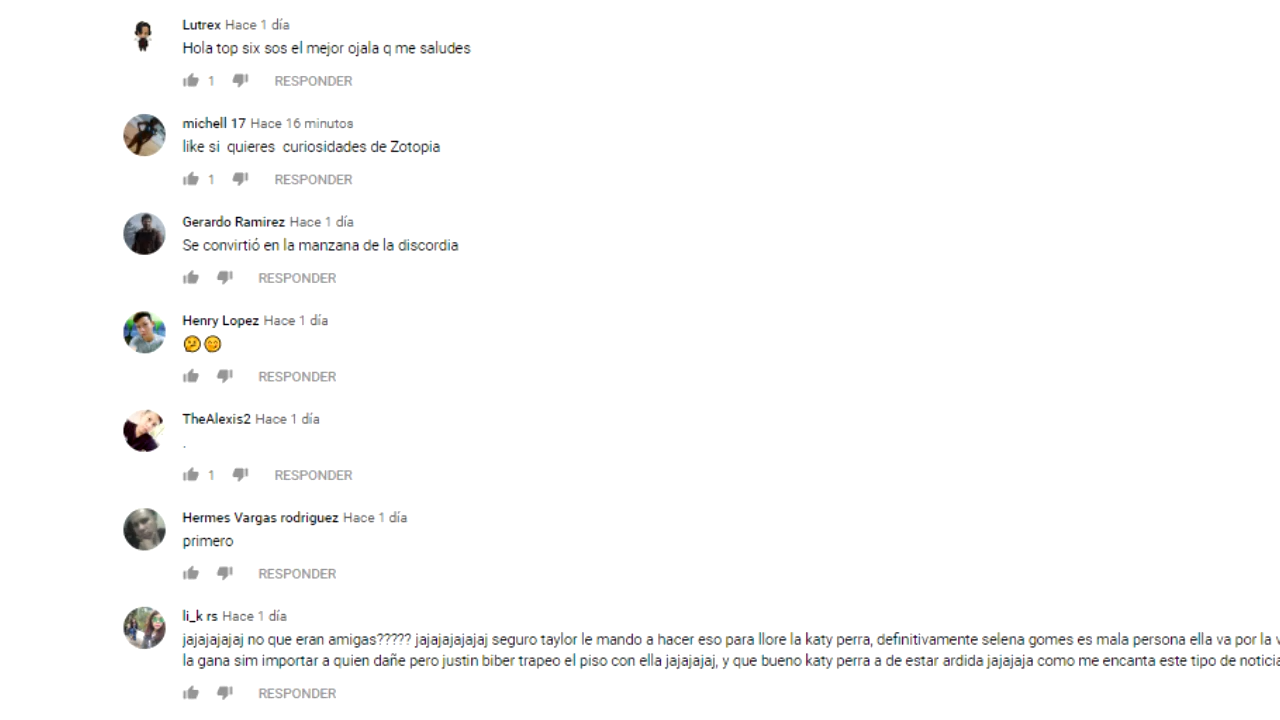 Lutrex Hace 1 día
Hola top six sos el mejor ojala q me saludes
1 RESPONDER
michell 17 Hace 16 minutos
like si quieres curiosidades de Zotopia
1 RESPONDER
Gerardo Ramirez Hace 1 día
Se convirtió en la manzana de la discordia
RESPONDER
Henry Lopez Hace 1 día
🤔😋
RESPONDER
TheAlexis2 Hace 1 día
.
1 RESPONDER
Hermes Vargas rodriguez Hace 1 día
primero
RESPONDER
li_k rs Hace 1 día
jajajajajaj no que eran amigas????? jajajajajajaj seguro taylor le mando a hacer eso para llore la katy perra, definitivamente selena gomes es mala persona ella va por la
la gana sim importar a quien dañe pero justin biber trapeo el piso con ella jajajajaj, y que bueno katy perra a de estar ardida jajajaja como me encanta este tipo de noticia
RESPONDER